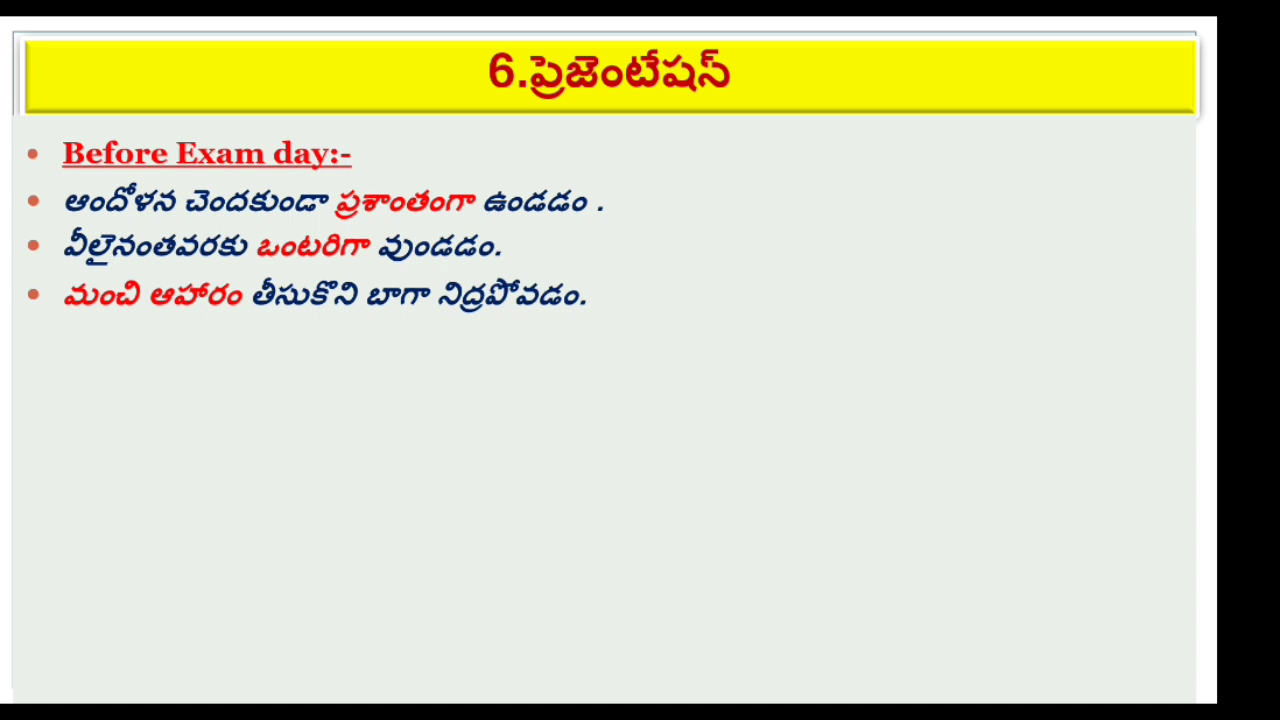 6.ప్రెజెంటేషన్
Before Exam day:-
ఆందోళన చెందకుండా ప్రశాంతంగా ఉండడం .
వీలైనంతవరకు ఒంటరిగా వుండడం.
మంచి ఆహారం తీసుకొని బాగా నిద్రపోవడం.